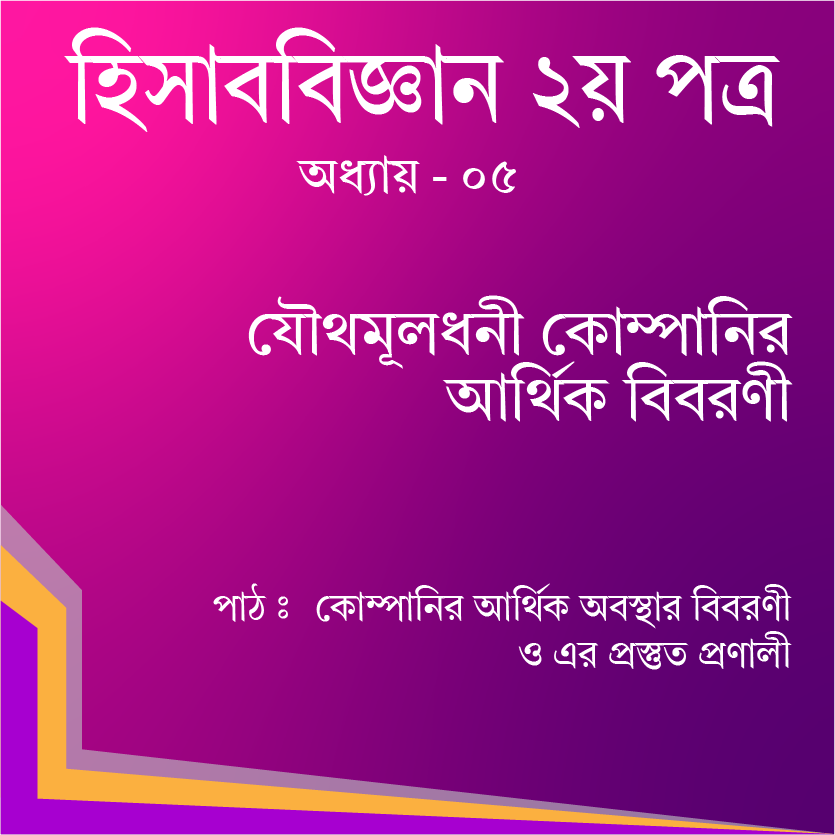 হিসাববিজ্ঞান ২য় পত্র
অধ্যায় - ০৫
যৌথমূলধনী কোম্পানির
আর্থিক বিবরণী
পাঠ ঃ কোম্পানির আর্থিক অবস্থার বিবরণী
ও এর প্রস্তুত প্রণালী